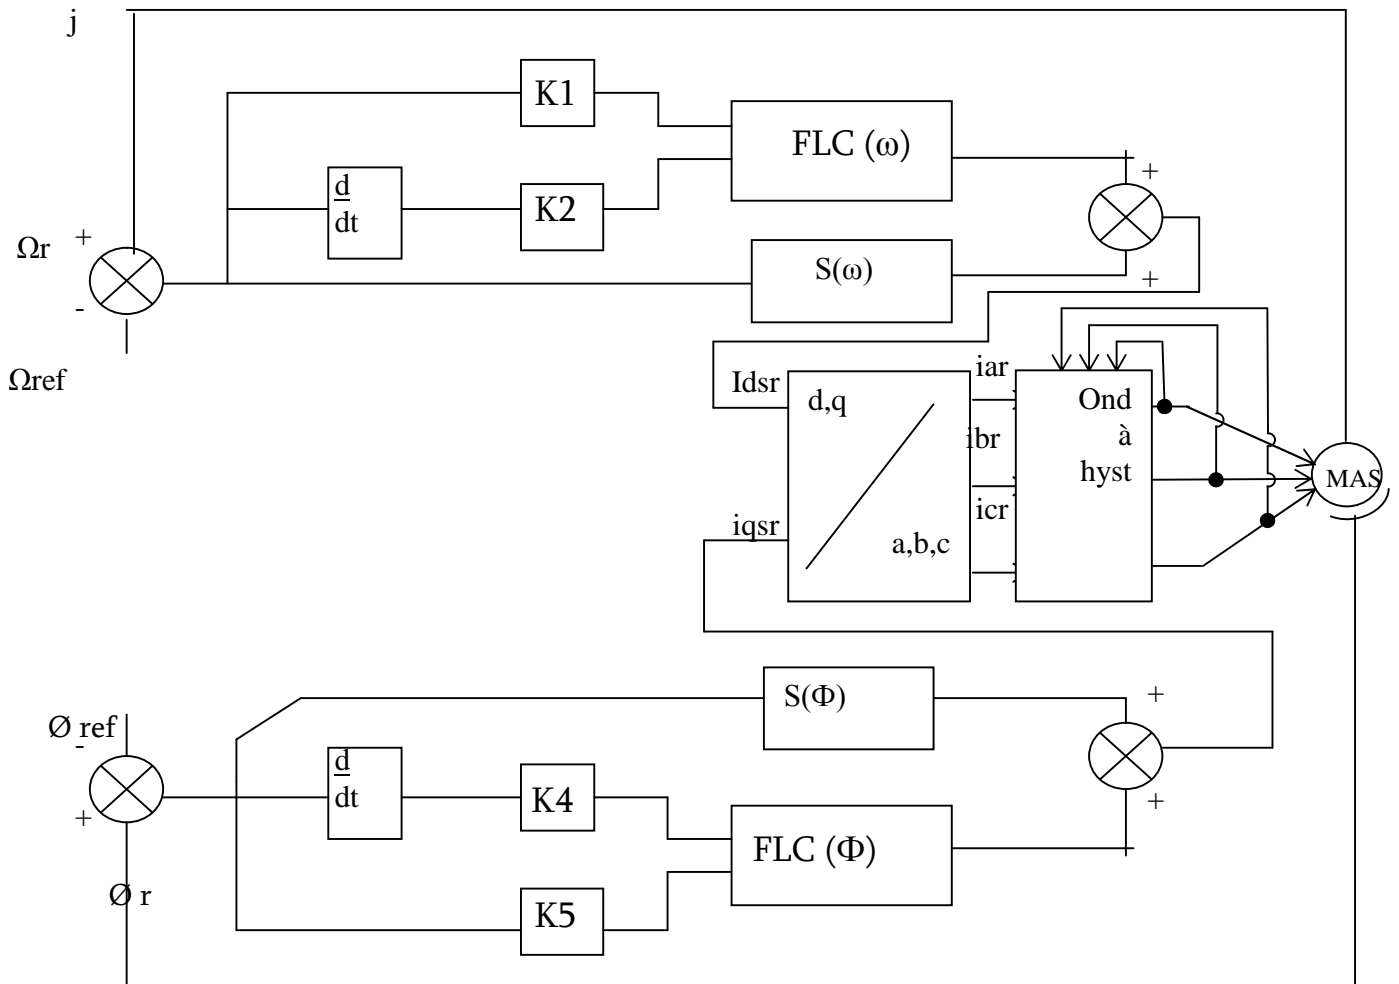 j
K1
FLC (ω)
+
d
dt
K2
Ωr
+
S(ω)
-
+
Ωref
Idsr
d,q
iar
Ond
à
hyst
ibr
MAS
icr
iqsr
a,b,c
Ø ref
-
S(Φ)
+
d
dt
K4
+
+
FLC (Φ)
Ø r
K5